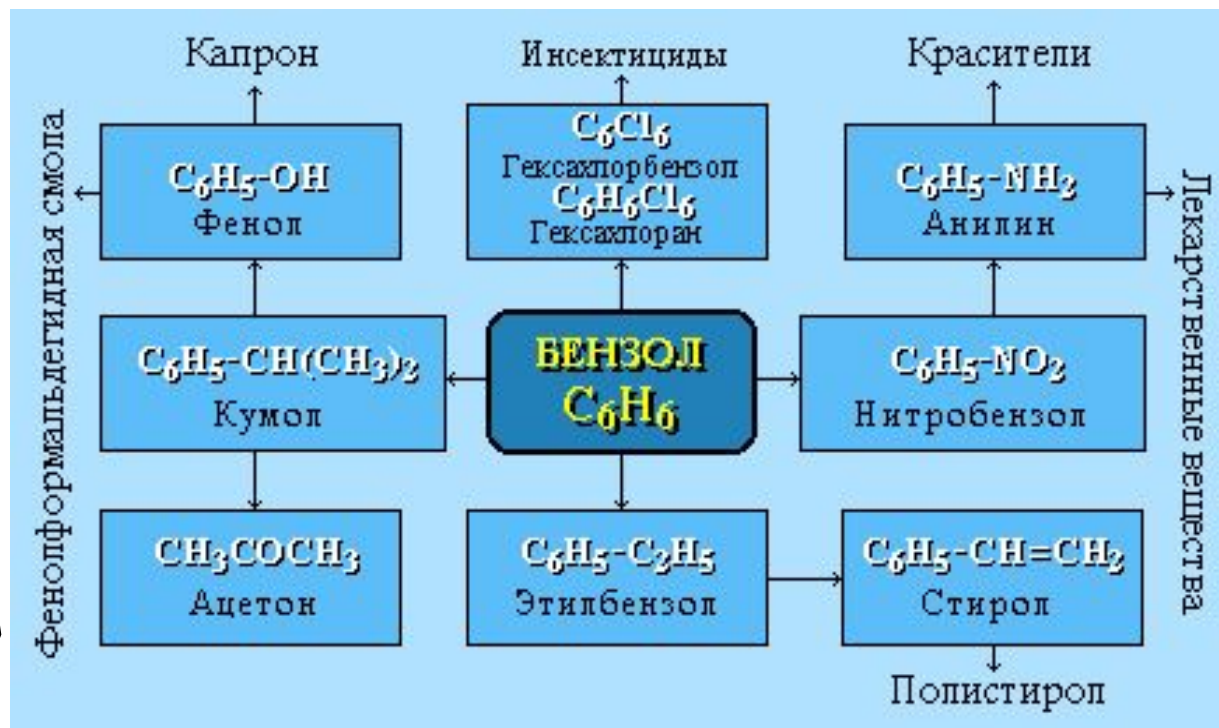 Капрон
Инсектициды
Красители
Фенолформальдегидная смола
C₆H₅-OH
Фенол
C₆Cl₆
Гексахлорбензол
C₆H₆Cl₆
Гексахлоран
C₆H₅-NH₂
Анилин
Лекарственные вещества
C₆H₅-CH(CH₃)₂
Кумол
БЕНЗОЛ
C₆H₆
C₆H₅-NO₂
Нитробензол
CH₃COCH₃
Ацетон
C₆H₅-C₂H₅
Этилбензол
C₆H₅-CH=CH₂
Стирол
Полистирол